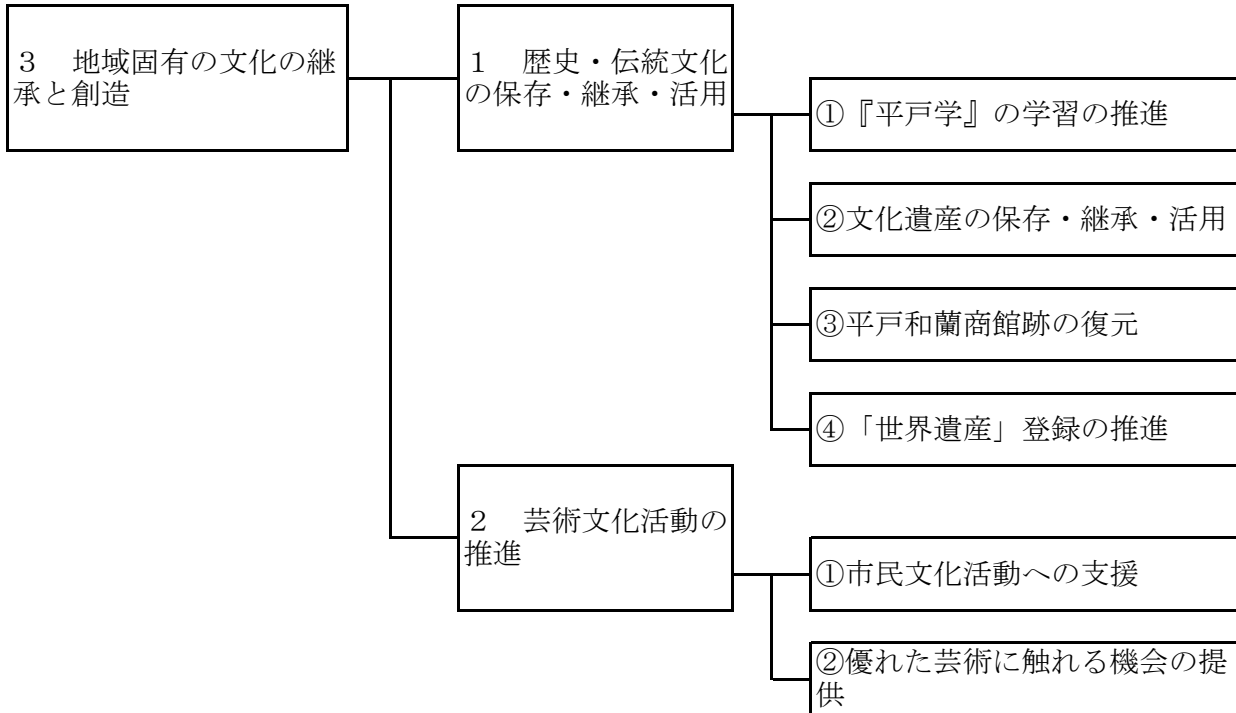 ３　地域固有の文化の継
承と創造
１　歴史・伝統文化
の保存・継承・活用
①『平戸学』の学習の推進
②文化遺産の保存・継承・活用
③平戸和蘭商館跡の復元
④「世界遺産」登録の推進
２　芸術文化活動の
推進
①市民文化活動への支援
②優れた芸術に触れる機会の提
供